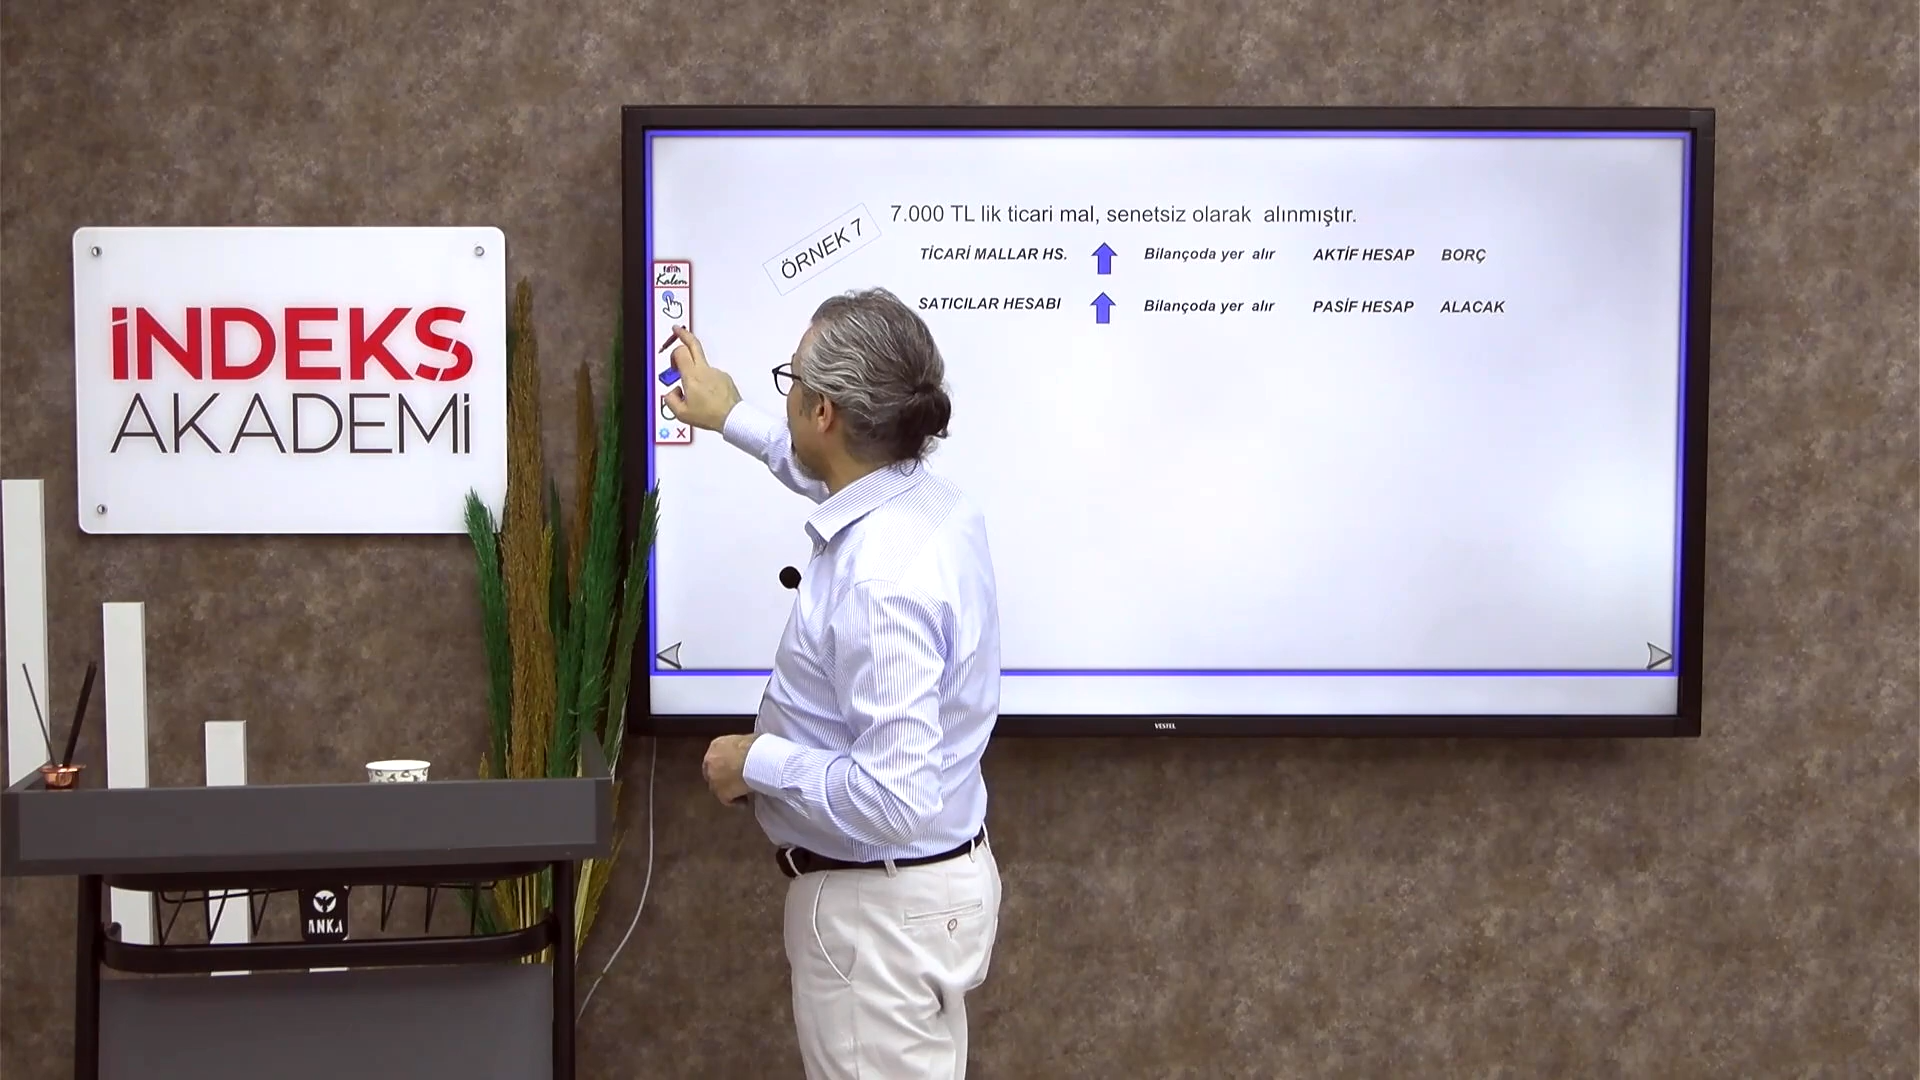 İNDEKS
AKADEMİ
ÖRNEK 7
7.000 TL lik ticari mal, senetsiz olarak alınmıştır.
TİCARİ MALLAR HS. Bilançoda yer alır AKTİF HESAP BORÇ
SATICILAR HESABI Bilançoda yer alır PASİF HESAP ALACAK
fatih
Kalem
VESTEL
ANKA